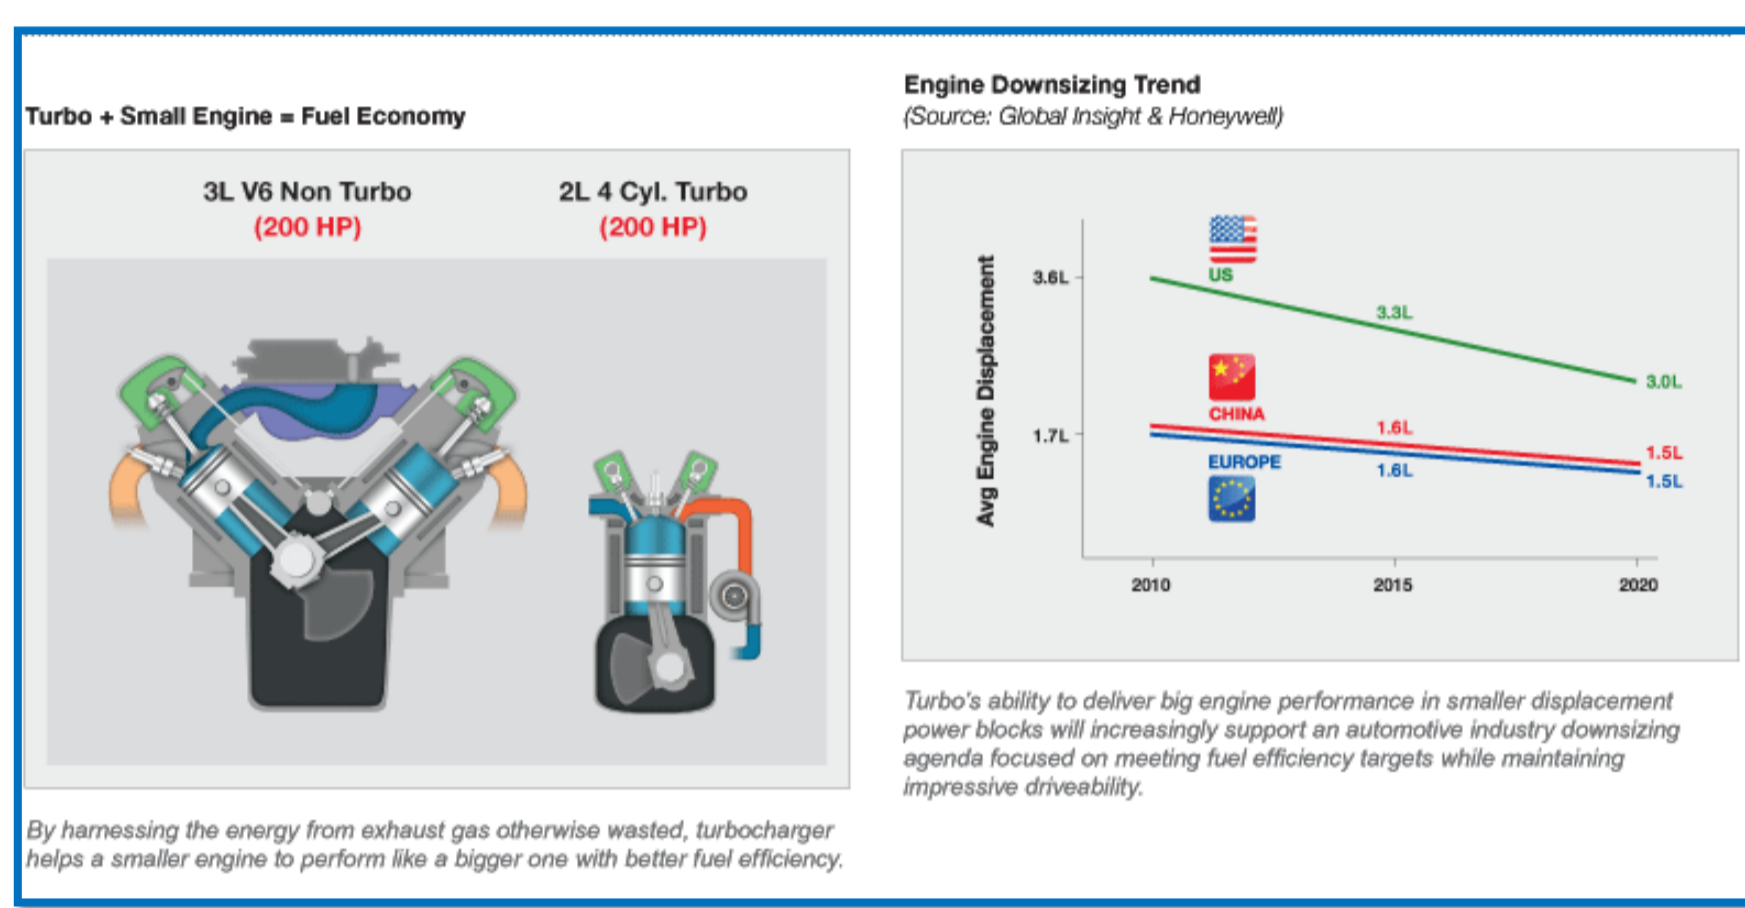 Turbo + Small Engine = Fuel Economy
3L V6 Non Turbo
(200 HP)
2L 4 Cyl. Turbo
(200 HP)
By harnessing the energy from exhaust gas otherwise wasted, turbocharger
helps a smaller engine to perform like a bigger one with better fuel efficiency.
Engine Downsizing Trend
(Source: Global Insight & Honeywell)
Avg Engine Displacement
3.6L
1.7L
US
3.3L
3.0L
CHINA
1.6L
1.5L
EUROPE
1.6L
1.5L
2010
2015
2020
Turbo's ability to deliver big engine performance in smaller displacement
power blocks will increasingly support an automotive industry downsizing
agenda focused on meeting fuel efficiency targets while maintaining
impressive driveability.